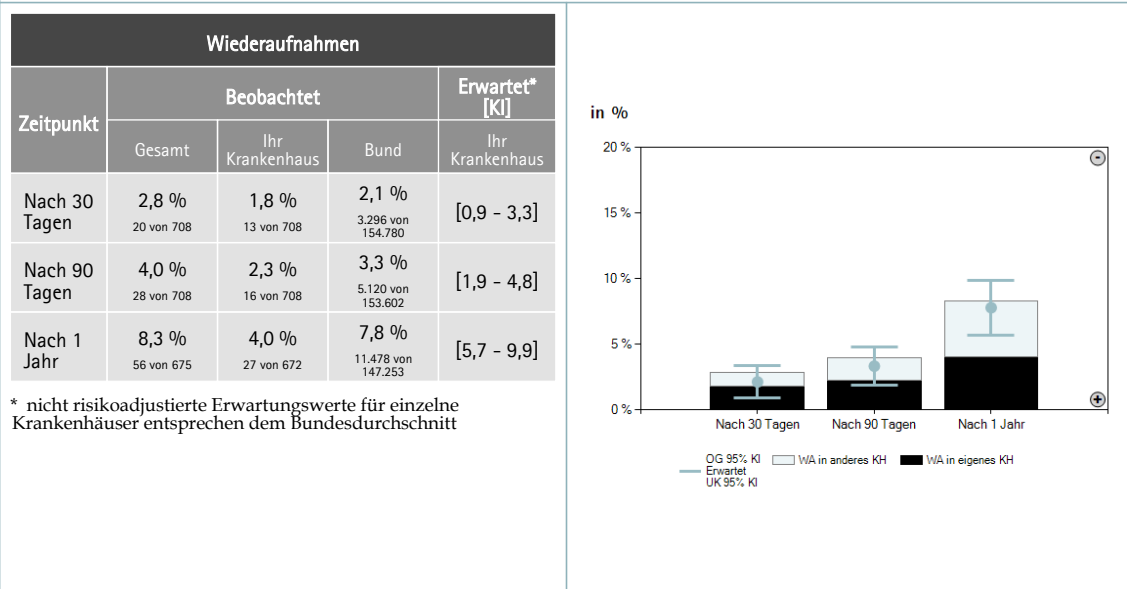 Wiederaufnahmen
Zeitpunkt
Beobachtet
Erwartet*
[KI]
Gesamt
Ihr
Krankenhaus
Bund
Ihr
Krankenhaus
Nach 30
Tagen
2,8 %
20 von 708
1,8 %
13 von 708
2,1 %
3.296 von
154.780
[0,9 - 3,3]
Nach 90
Tagen
4,0 %
28 von 708
2,3 %
16 von 708
3,3 %
5.120 von
153.602
[1,9 - 4,8]
Nach 1
Jahr
8,3 %
56 von 675
4,0 %
27 von 672
7,8 %
11.478 von
147.253
[5,7 - 9,9]
* nicht risikoadjustierte Erwartungswerte für einzelne
Krankenhäuser entsprechen dem Bundesdurchschnitt
in %
20 %
15 %
10 %
5 %
0 %
-
+
Nach 30 Tagen
Nach 90 Tagen
Nach 1 Jahr
OG 95% KI
Erwartet
UK 95% KI
WA in anderes KH
WA in eigenes KH